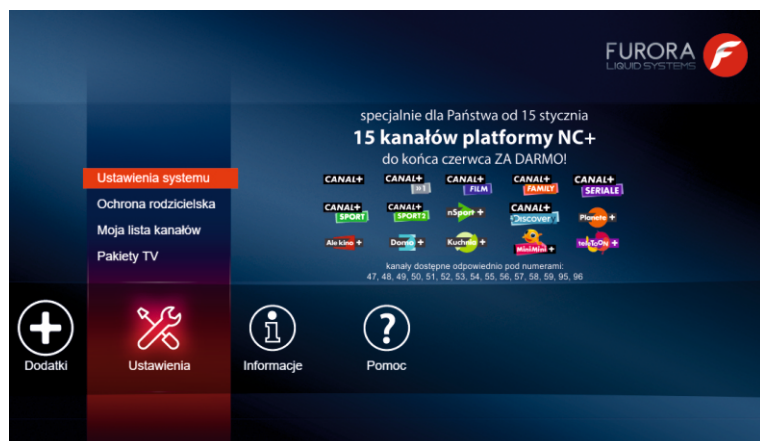 FURORA
LIQUID SYSTEMS
specjalnie dla Państwa od 15 stycznia
15 kanałów platformy NC+
do końca czerwca ZA DARMO!
Ustawienia systemu
Ochrona rodzicielska
Moja lista kanałów
Pakiety TV
CANAL+ CANAL+ CANAL+ CANAL+ CANAL+
FILM FAMILY SERIALE
CANAL+ CANAL+ nSport + CANAL+ Planete +
SPORT SPORT2 Discovery
Ale kino + Domo + Kuchnia + MiniMini + teleTOON +
kanały dostępne odpowiednio pod numerami:
47, 48, 49, 50, 51, 52, 53, 54, 55, 56, 57, 58, 59, 95, 96
Dodatki Ustawienia Informacje Pomoc